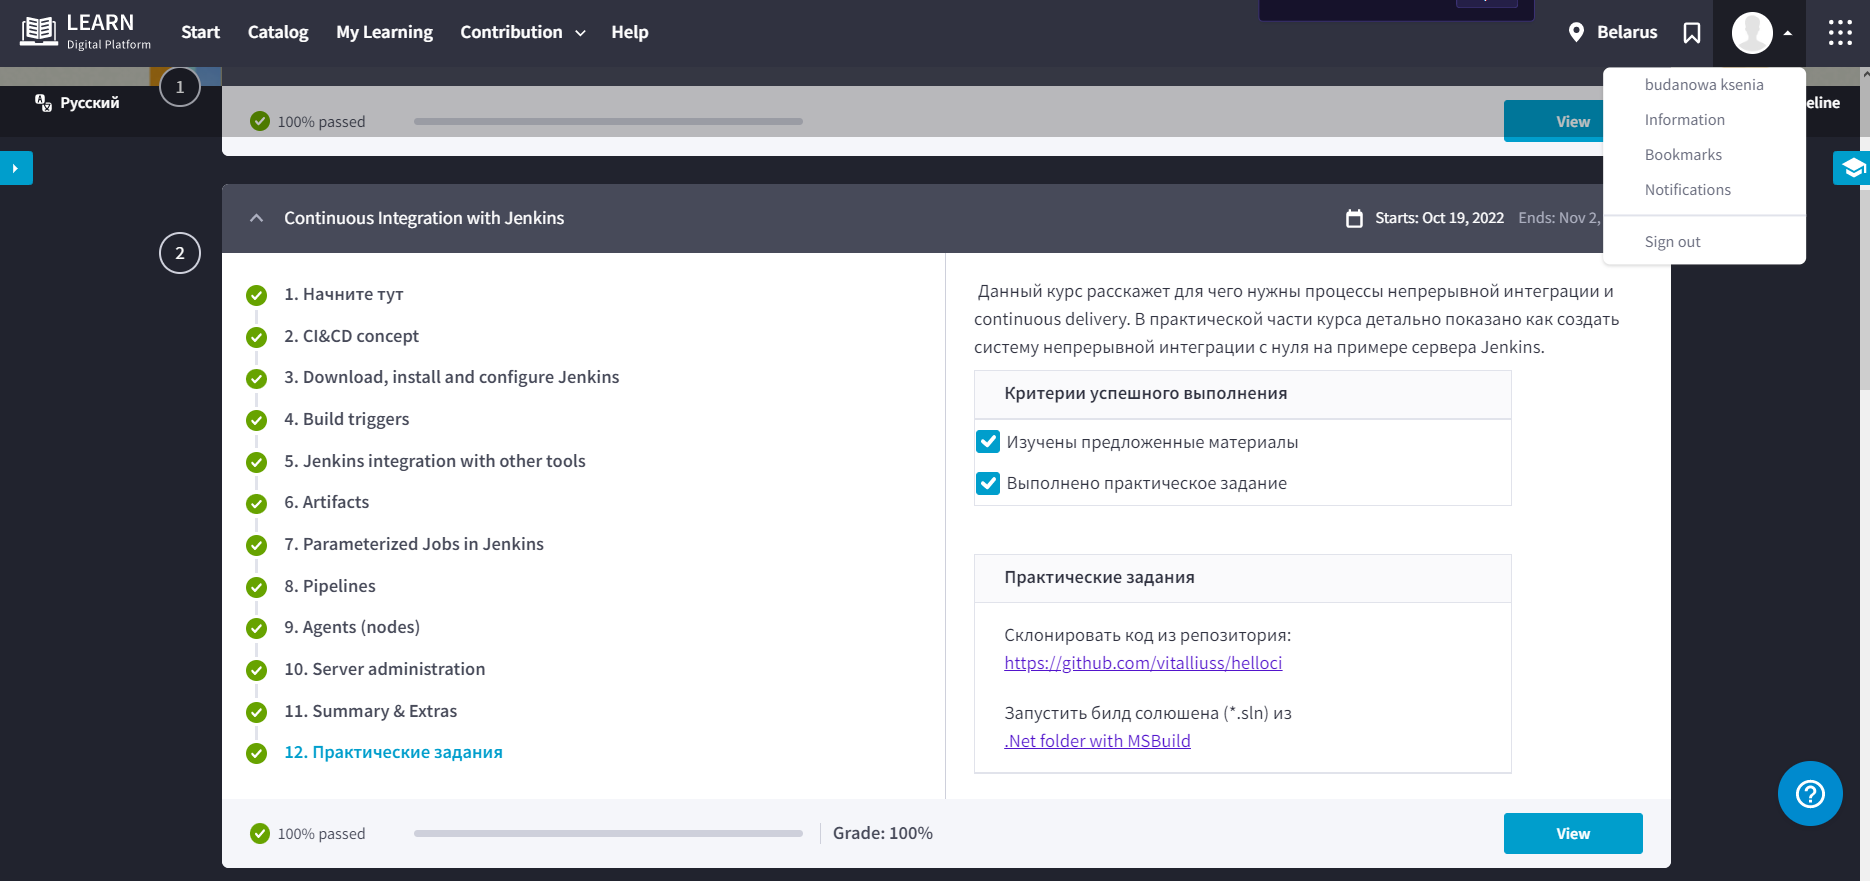 LEARN
Digital Platform
Start
Catalog
My Learning
Contribution
Help
Belarus
Русский
1
100% passed
View
eline
budanowa ksenia
Information
Bookmarks
Notifications
Sign out
2
Continuous Integration with Jenkins
Starts: Oct 19, 2022
Ends: Nov 2,
1. Начните тут
2. CI&CD concept
3. Download, install and configure Jenkins
4. Build triggers
5. Jenkins integration with other tools
6. Artifacts
7. Parameterized Jobs in Jenkins
8. Pipelines
9. Agents (nodes)
10. Server administration
11. Summary & Extras
12. Практические задания
Данный курс расскажет для чего нужны процессы непрерывной интеграции и
continuous delivery. В практической части курса детально показано как создать
систему непрерывной интеграции с нуля на примере сервера Jenkins.
Критерии успешного выполнения
Изучены предложенные материалы
Выполнено практическое задание
Практические задания
Склонировать код из репозитория:
https://github.com/vitalliuss/helloci
Запустить билд солюшена (*.sln) из
.Net folder with MSBuild
100% passed
Grade: 100%
View